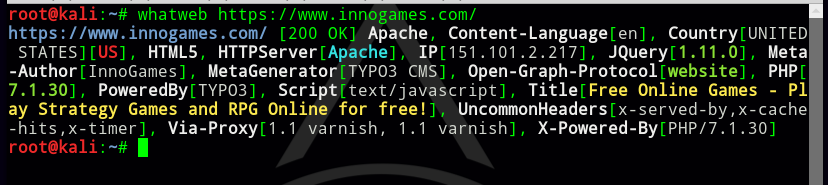 root@kali:~# whatweb https://www.innogames.com/
https://www.innogames.com/ [200 OK] Apache, Content-Language[en], Country[UNITED
 STATES][US], HTML5, HTTPServer[Apache], IP[151.101.2.217], JQuery[1.11.0], Meta
-Author[InnoGames], MetaGenerator[TYPO3 CMS], Open-Graph-Protocol[website], PHP[
7.1.30], PoweredBy[TYPO3], Script[text/javascript], Title[Free Online Games - Pl
ay Strategy Games and RPG Online for free!], UncommonHeaders[x-served-by,x-cache
-hits,x-timer], Via-Proxy[1.1 varnish, 1.1 varnish], X-Powered-By[PHP/7.1.30]
root@kali:~#